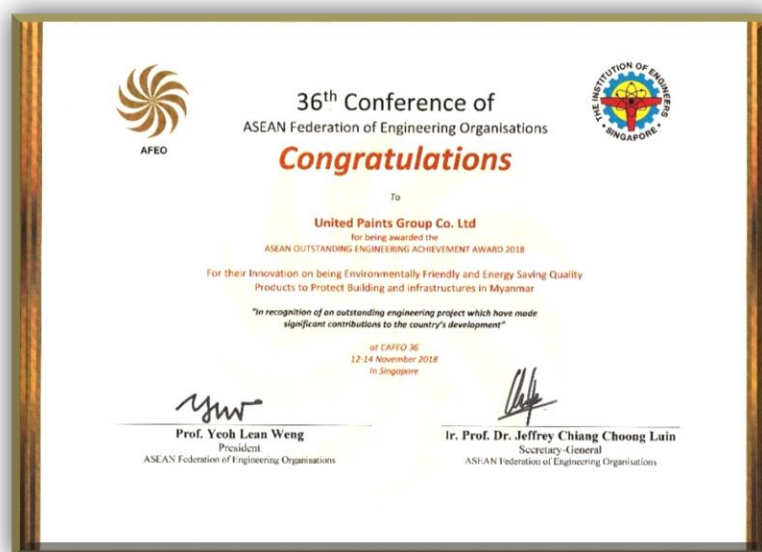 AFEO
THE INSTITUTION OF ENGINEERS
• SINGAPORE •
36th Conference of
ASEAN Federation of Engineering Organisations
Congratulations
To
United Paints Group Co. Ltd
for being awarded the
ASEAN OUTSTANDING ENGINEERING ACHIEVEMENT AWARD 2018
For their Innovation on being Environmentally Friendly and Energy Saving Quality
Products to Protect Building and infrastructures in Myanmar
"In recognition of an outstanding engineering project which have made
significant contributions to the country's development"
at CAFEO 36
12-14 November 2018
In Singapore
Prof. Yeoh Lean Weng
President
ASEAN Federation of Engineering Organisations
Ir. Prof. Dr. Jeffrey Chiang Choong Luin
Secretary-General
ASEAN Federation of Engineering Organisations